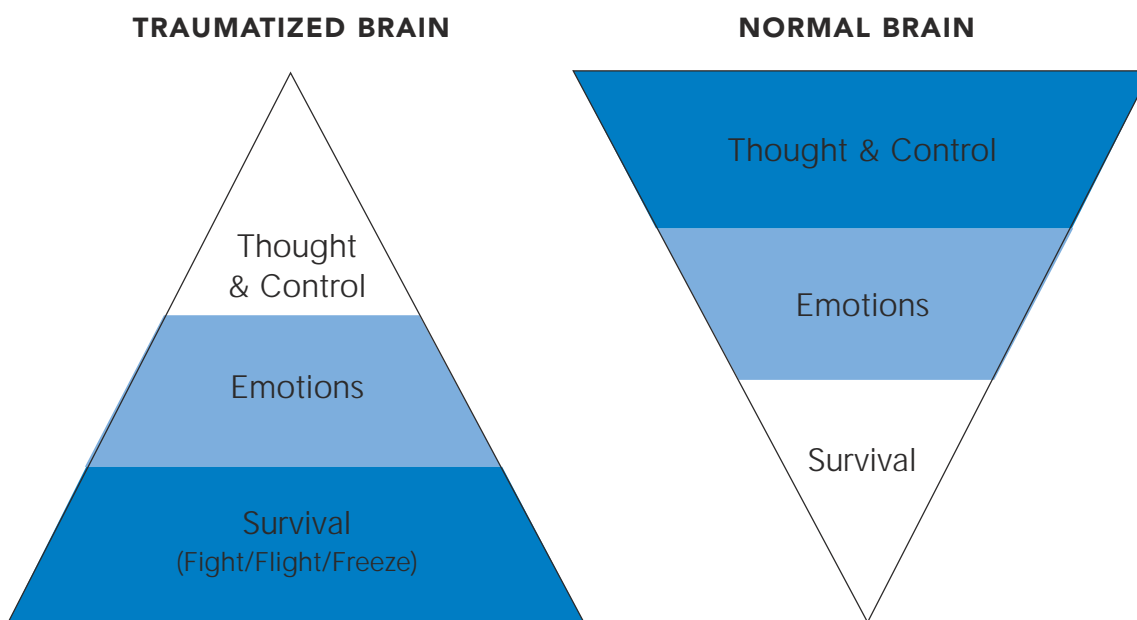 TRAUMATIZED BRAIN
Thought
& Control
Emotions
Survival
(Fight/Flight/Freeze)
NORMAL BRAIN
Thought & Control
Emotions
Survival